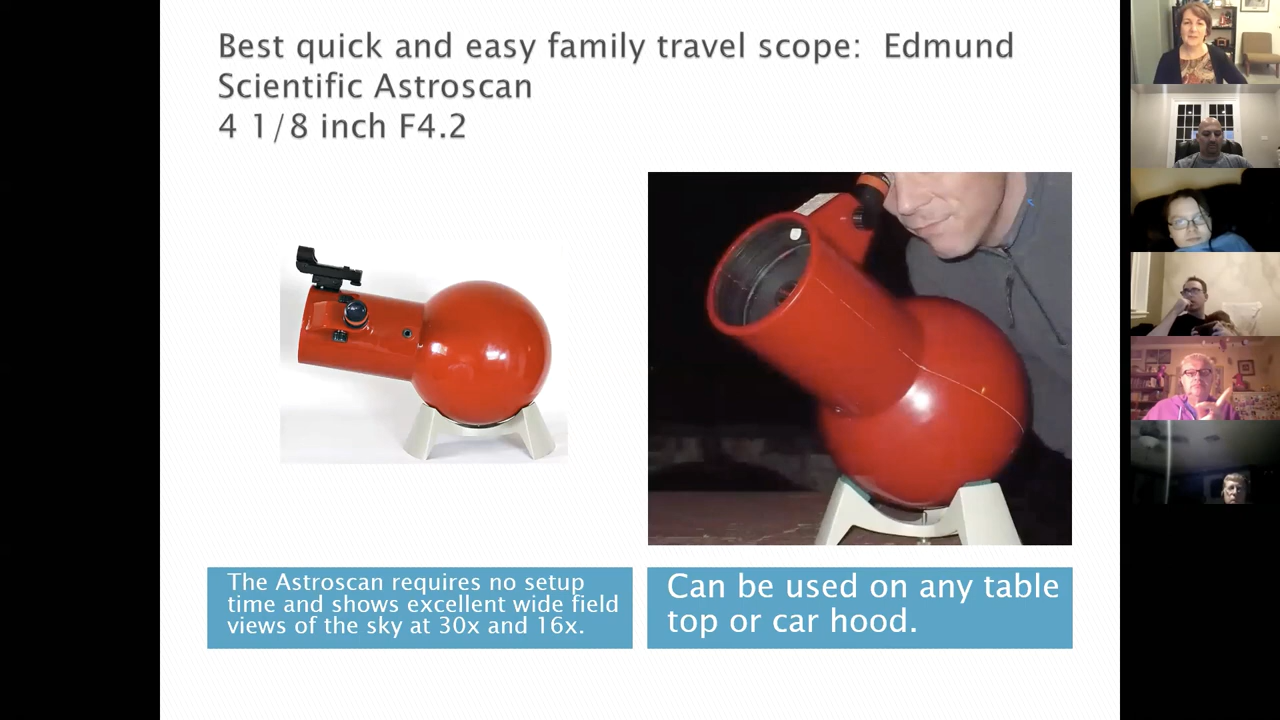 Best quick and easy family travel scope:  Edmund
Scientific Astroscan
4 1/8 inch F4.2
The Astroscan requires no setup
time and shows excellent wide field
views of the sky at 30x and 16x.
Can be used on any table
top or car hood.